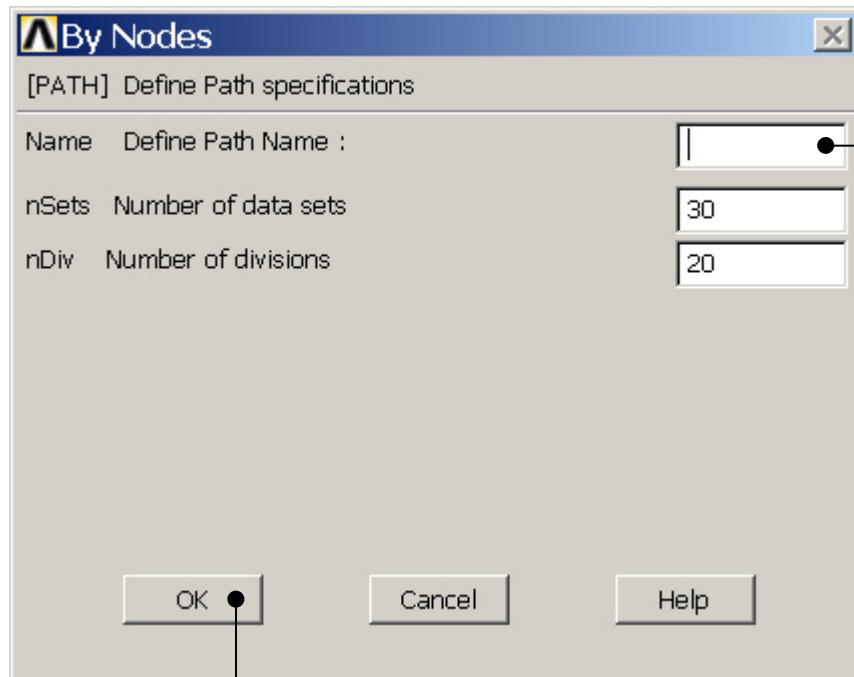 By Nodes
[PATH] Define Path specifications
Name Define Path Name :
nSets Number of data sets
30
nDiv Number of divisions
20
OK Cancel Help